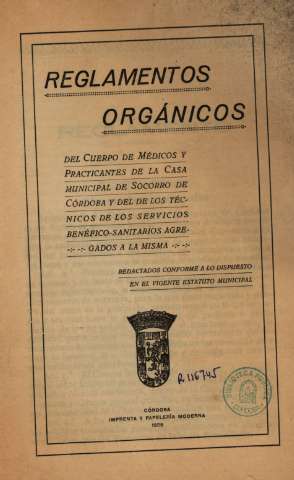 REGLAMENTOS
ORGÁNICOS
DEL CUERPO DE MÉDICOS Y
PRACTICANTES DE LA CASA
MUNICIPAL DE SOCORRO DE
CÓRDOBA Y DEL DE LOS TÉC-
NICOS DE LOS SERVICIOS
BENÉFICO-SANITARIOS AGRE-
-:- -:- GADOS A LA MISMA -:- -:-
REDACTADOS CONFORME A LO DISPUESTO
EN EL VIGENTE ESTATUTO MUNICIPAL
R. 116745
BIBLIOTECA
CÓRDOBA
IMPRENTA Y PAPELERÍA MODERNA